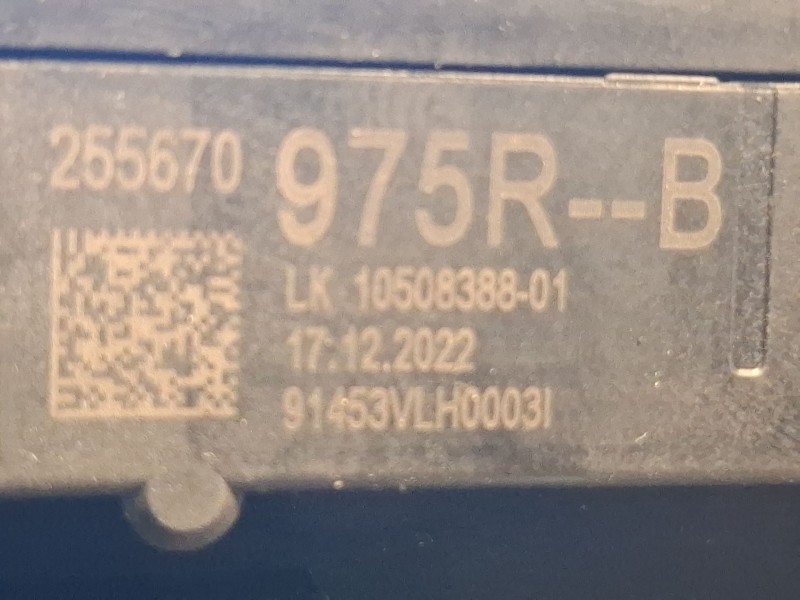 255670 975R--B
LK 10508388-01
17.12.2022
91453VLH0003I